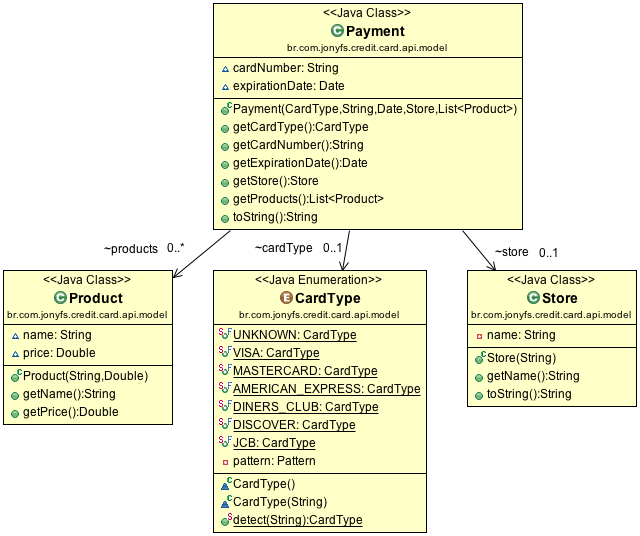 <<Java Class>>
Payment
br.com.jonyfs.credit.card.api.model
cardNumber: String
expirationDate: Date
Payment(CardType,String,Date,Store,List<Product>)
getCardType():CardType
getCardNumber():String
getExpirationDate():Date
getStore():Store
getProducts():List<Product>
toString():String
~products 0..*
~cardType 0..1
~store 0..1
<<Java Class>>
Product
br.com.jonyfs.credit.card.api.model
name: String
price: Double
Product(String,Double)
getName():String
getPrice():Double
<<Java Enumeration>>
CardType
br.com.jonyfs.credit.card.api.model
UNKNOWN: CardType
VISA: CardType
MASTERCARD: CardType
AMERICAN_EXPRESS: CardType
DINERS_CLUB: CardType
DISCOVER: CardType
JCB: CardType
pattern: Pattern
CardType()
CardType(String)
detect(String):CardType
<<Java Class>>
Store
br.com.jonyfs.credit.card.api.model
name: String
Store(String)
getName():String
toString():String